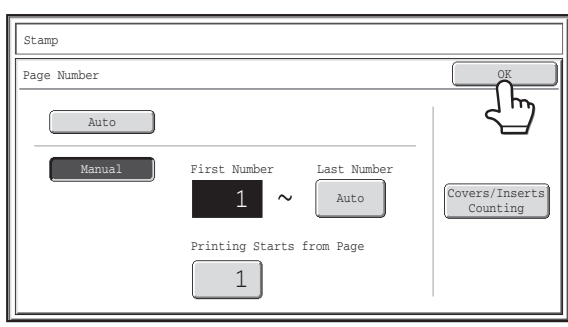 Stamp
Page Number
OK
Auto
Manual
First Number
Last Number
1
~
Auto
Covers/Inserts
Counting
Printing Starts from Page
1